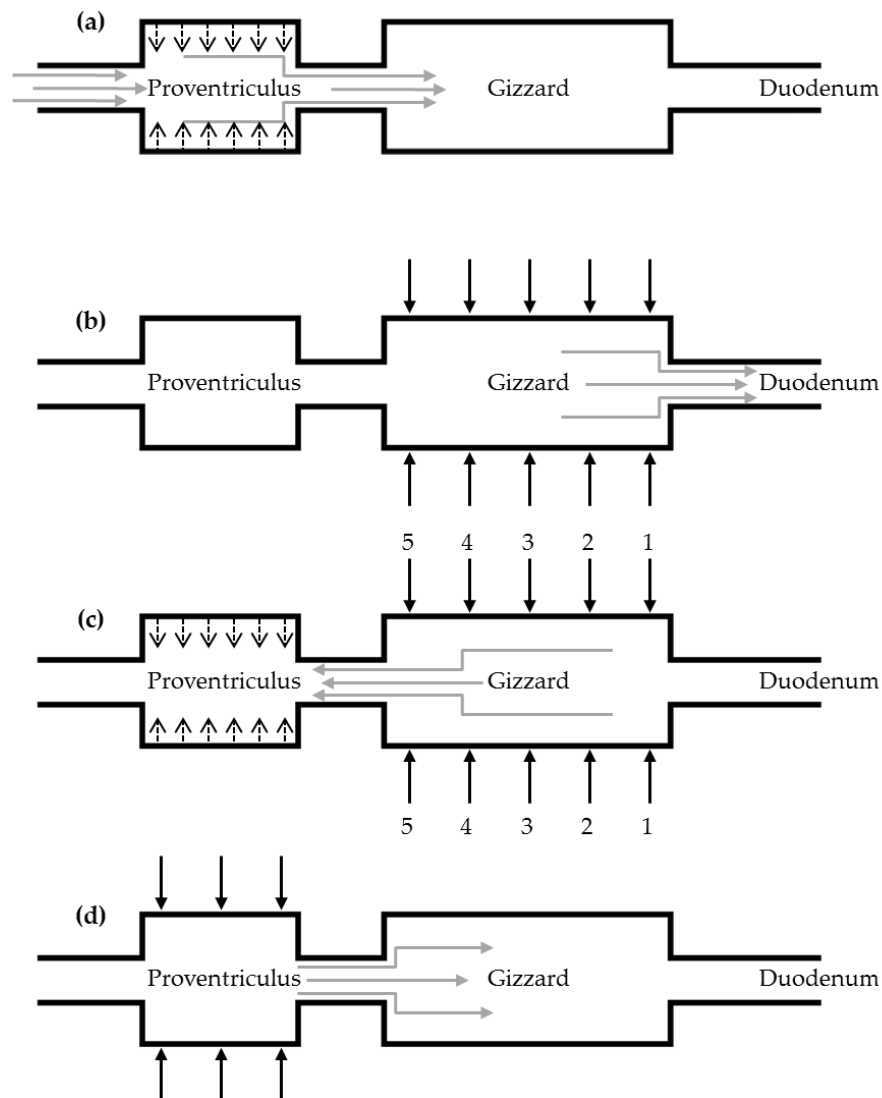 (a)
Proventriculus Gizzard Duodenum
(b)
Proventriculus Gizzard Duodenum
5 4 3 2 1
(c)
Proventriculus Gizzard Duodenum
5 4 3 2 1
(d)
Proventriculus Gizzard Duodenum